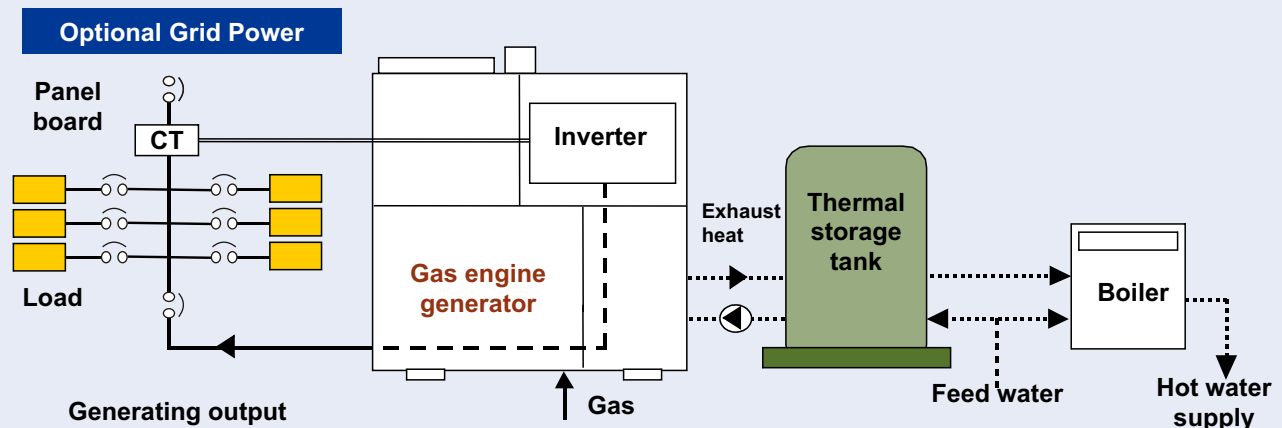 Optional Grid Power
Panel
board
CT
Inverter
Load
Gas engine
generator
Exhaust
heat
Thermal
storage
tank
Boiler
Generating output
Gas
Feed water
Hot water
supply